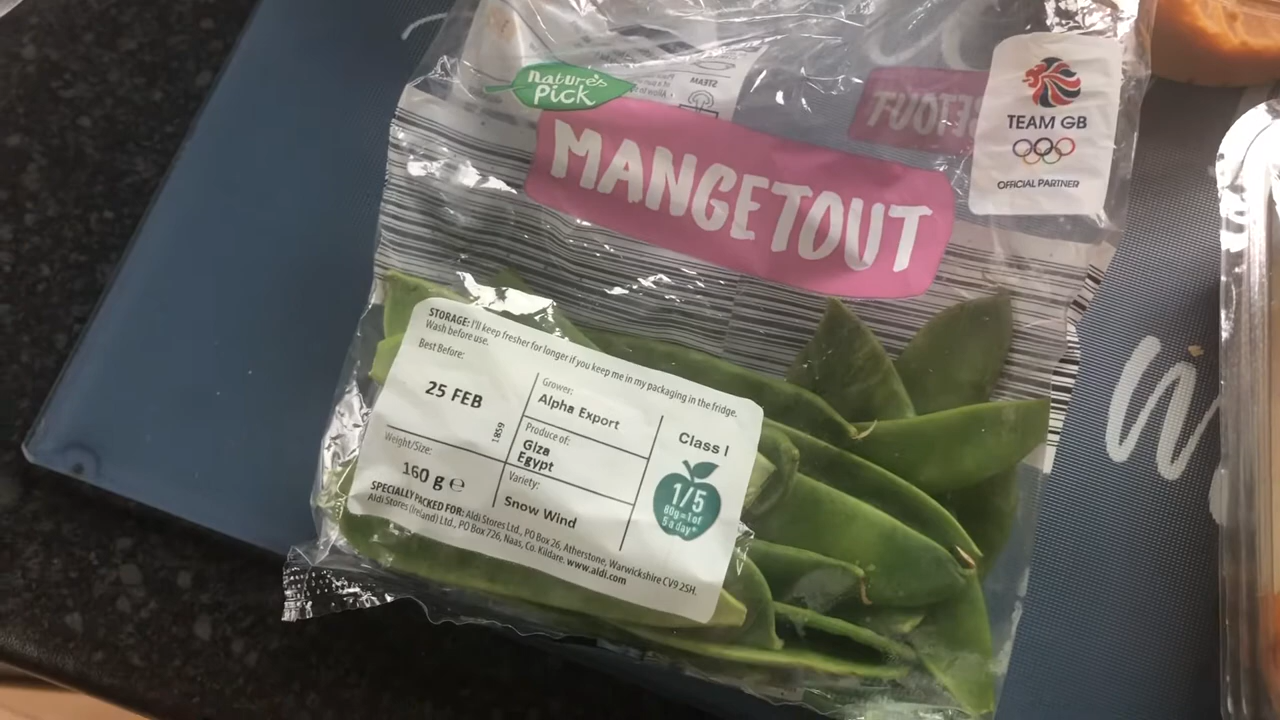 nature's
PICK
STEAM
MANGETOUT
TEAM GB
OFFICIAL PARTNER
STORAGE: I'll keep fresher for longer if you keep me in my packaging in the fridge.
Wash before use.
Best Before:
25 FEB
1859
Weight/Size:
160 g e
Grower:
Alpha Export
Produce of:
Giza
Egypt
Variety:
Snow Wind
Class I
1/5
80g=1 of
5 a day*
SPECIALLY PACKED FOR: Aldi Stores Ltd., PO Box 26, Atherstone, Warwickshire CV9 2SH.
Aldi Stores (Ireland) Ltd., PO Box 726, Naas, Co. Kildare. www.aldi.com